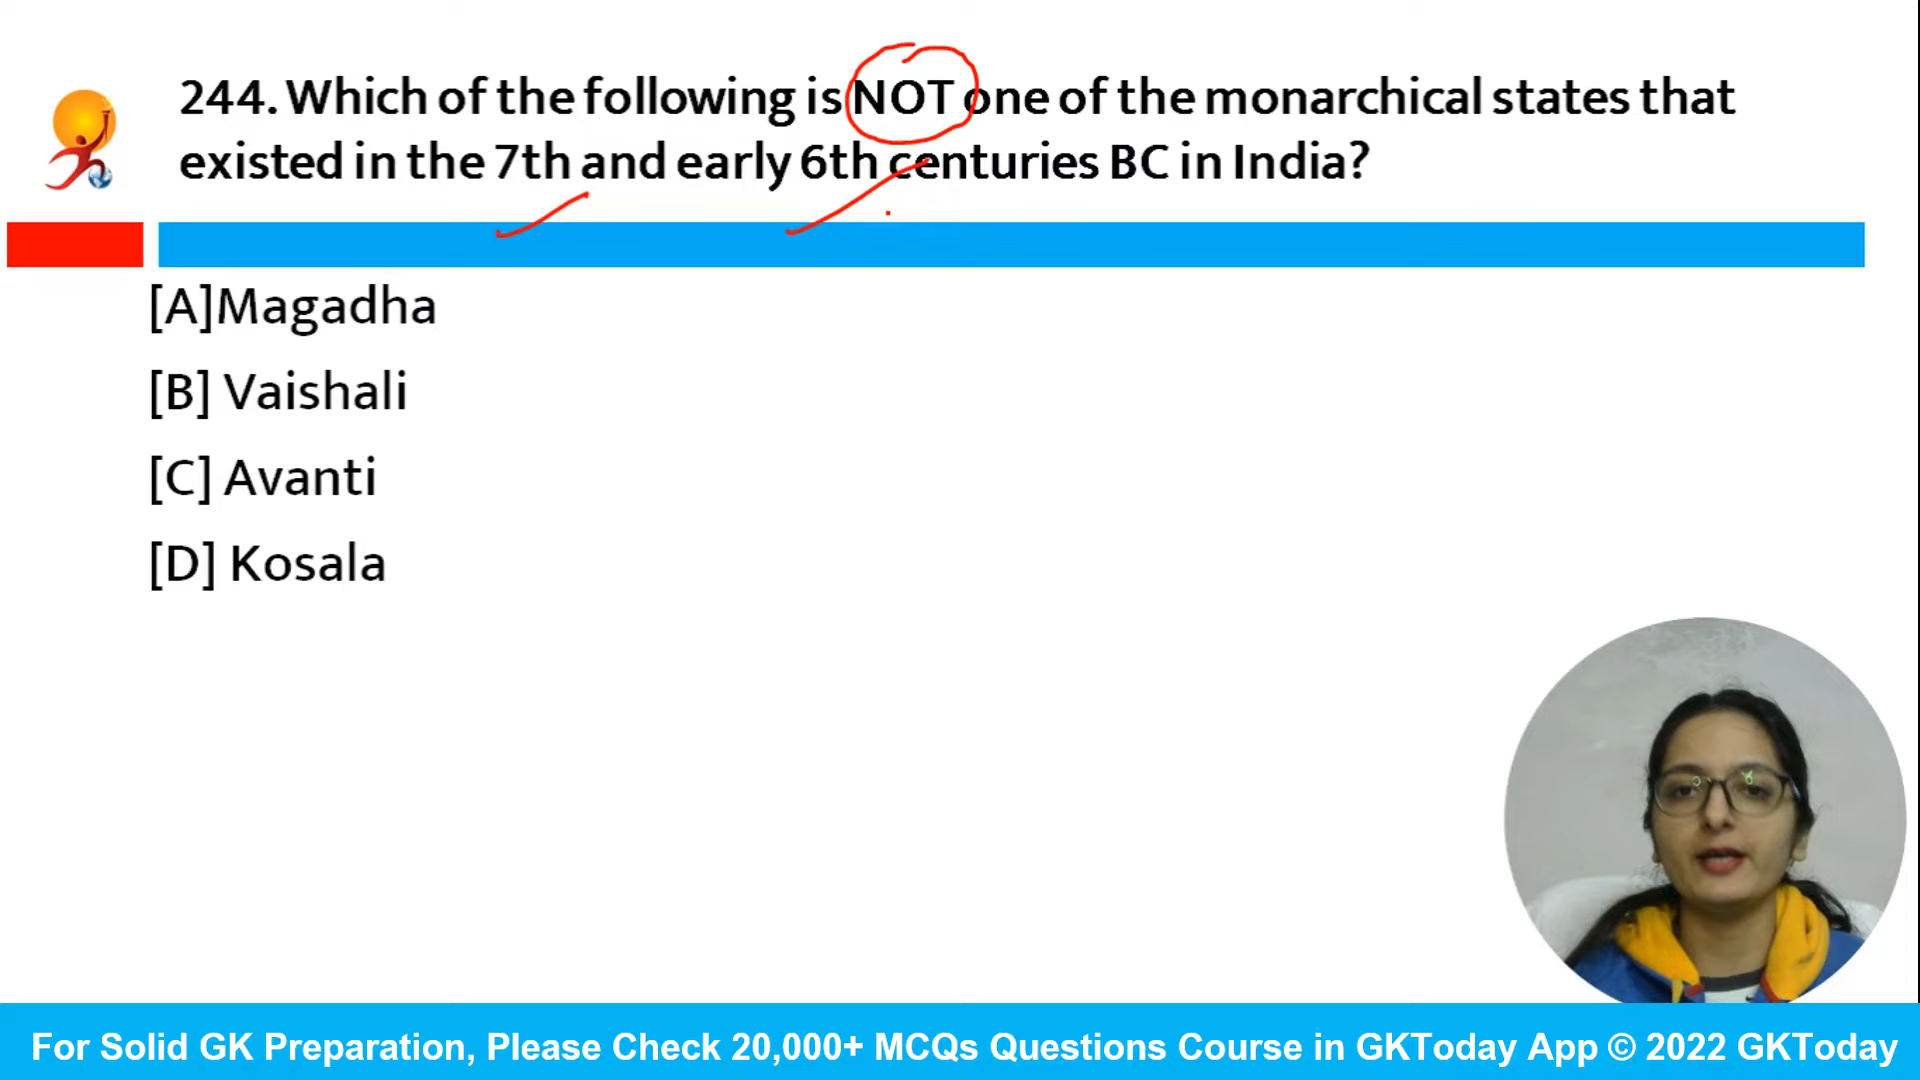 244. Which of the following is NOT one of the monarchical states that
existed in the 7th and early 6th centuries BC in India?
[A]Magadha
[B] Vaishali
[C] Avanti
[D] Kosala
For Solid GK Preparation, Please Check 20,000+ MCQs Questions Course in GKToday App © 2022 GKToday